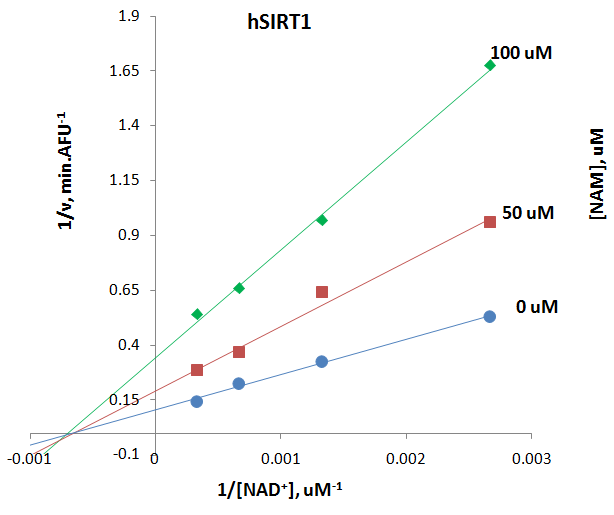 hSIRT1
1.9
1.65
1.4
1.15
0.9
0.65
0.4
0.15
-0.1
1/ν, min.AFU⁻¹
100 uM
50 uM
0 uM
[NAM], uM
-0.001
0
0.001
0.002
0.003
1/[NAD⁺], uM⁻¹